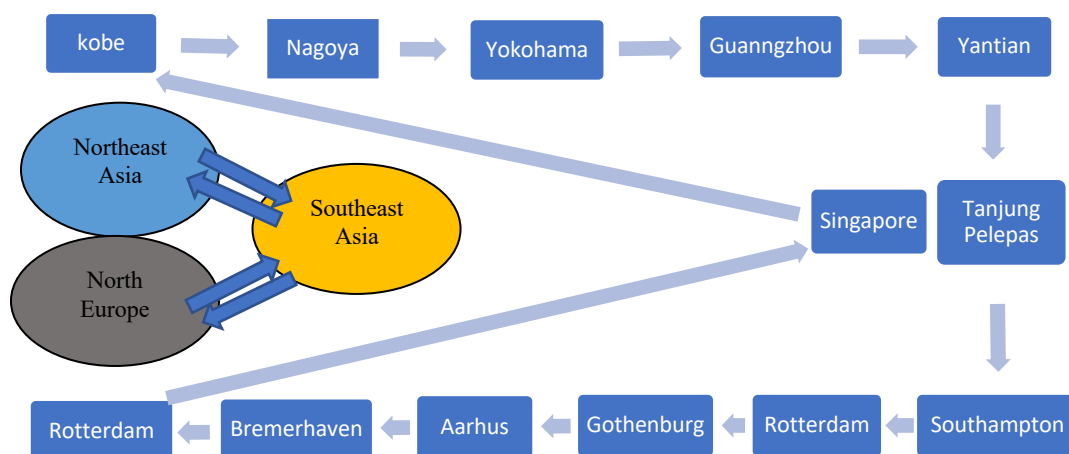 kobe
Nagoya
Yokohama
Guanngzhou
Yantian
Northeast
Asia
Southeast
Asia
North
Europe
Singapore
Tanjung
Pelepas
Rotterdam
Bremerhaven
Aarhus
Gothenburg
Rotterdam
Southampton